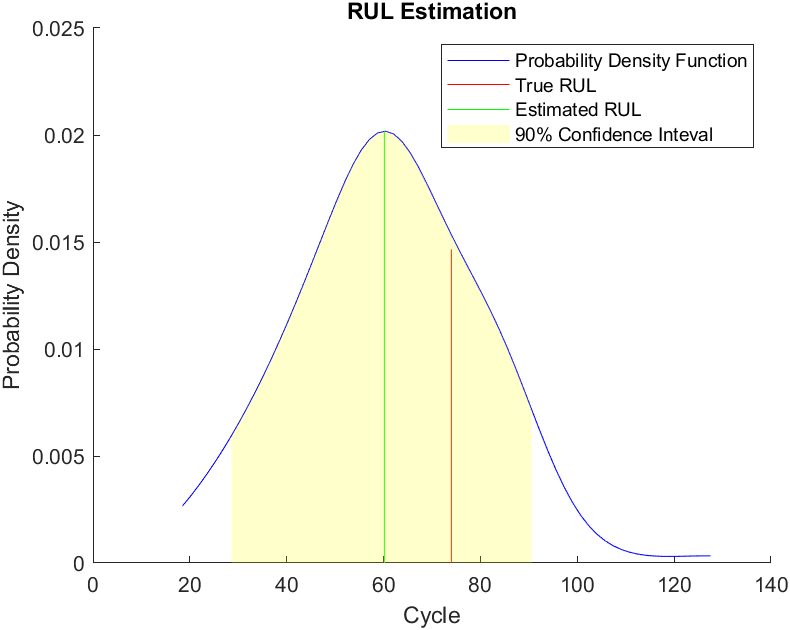 RUL Estimation
0.025
0.02
0.015
0.01
0.005
0
Probability Density
Probability Density Function
True RUL
Estimated RUL
90% Confidence Inteval
0 20 40 60 80 100 120 140
Cycle